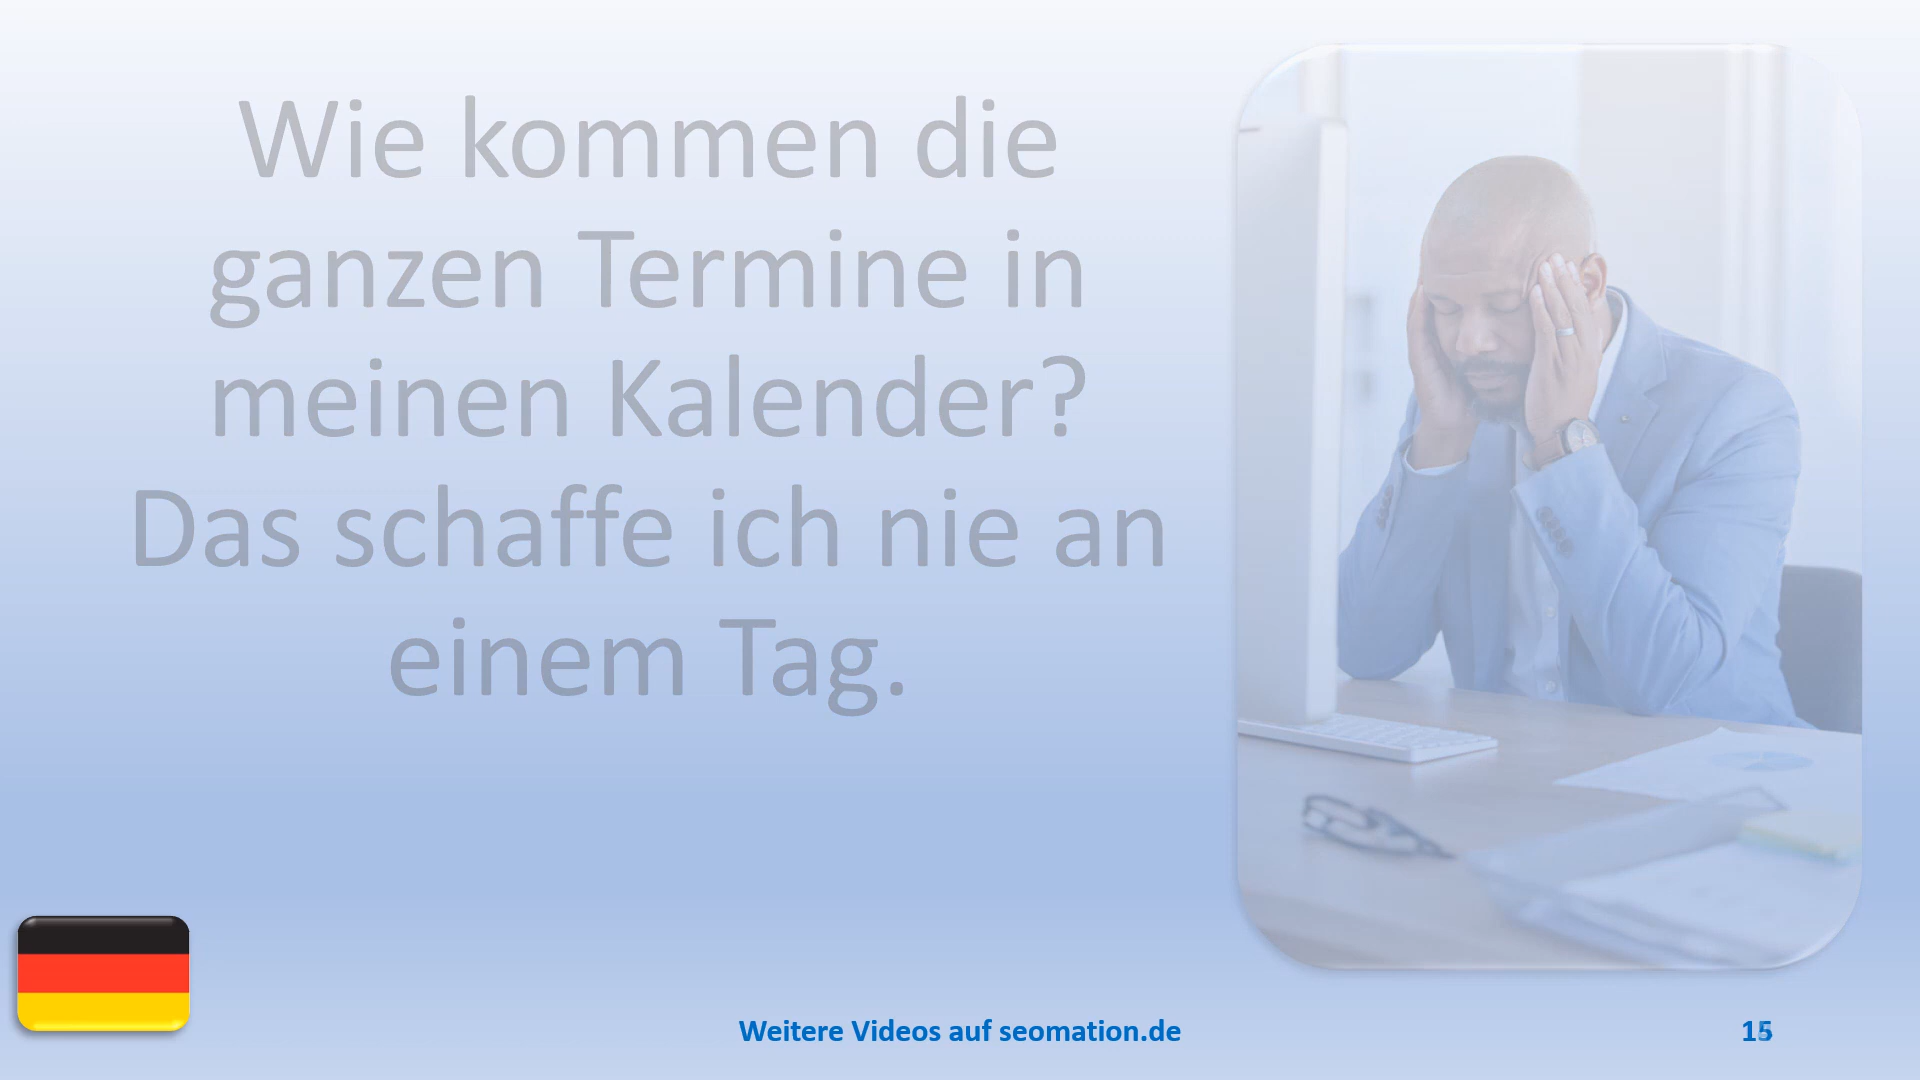 Wie kommen die
ganzen Termine in
meinen Kalender?
Das schaffe ich nie an
einem Tag.
Weitere Videos auf seomation.de